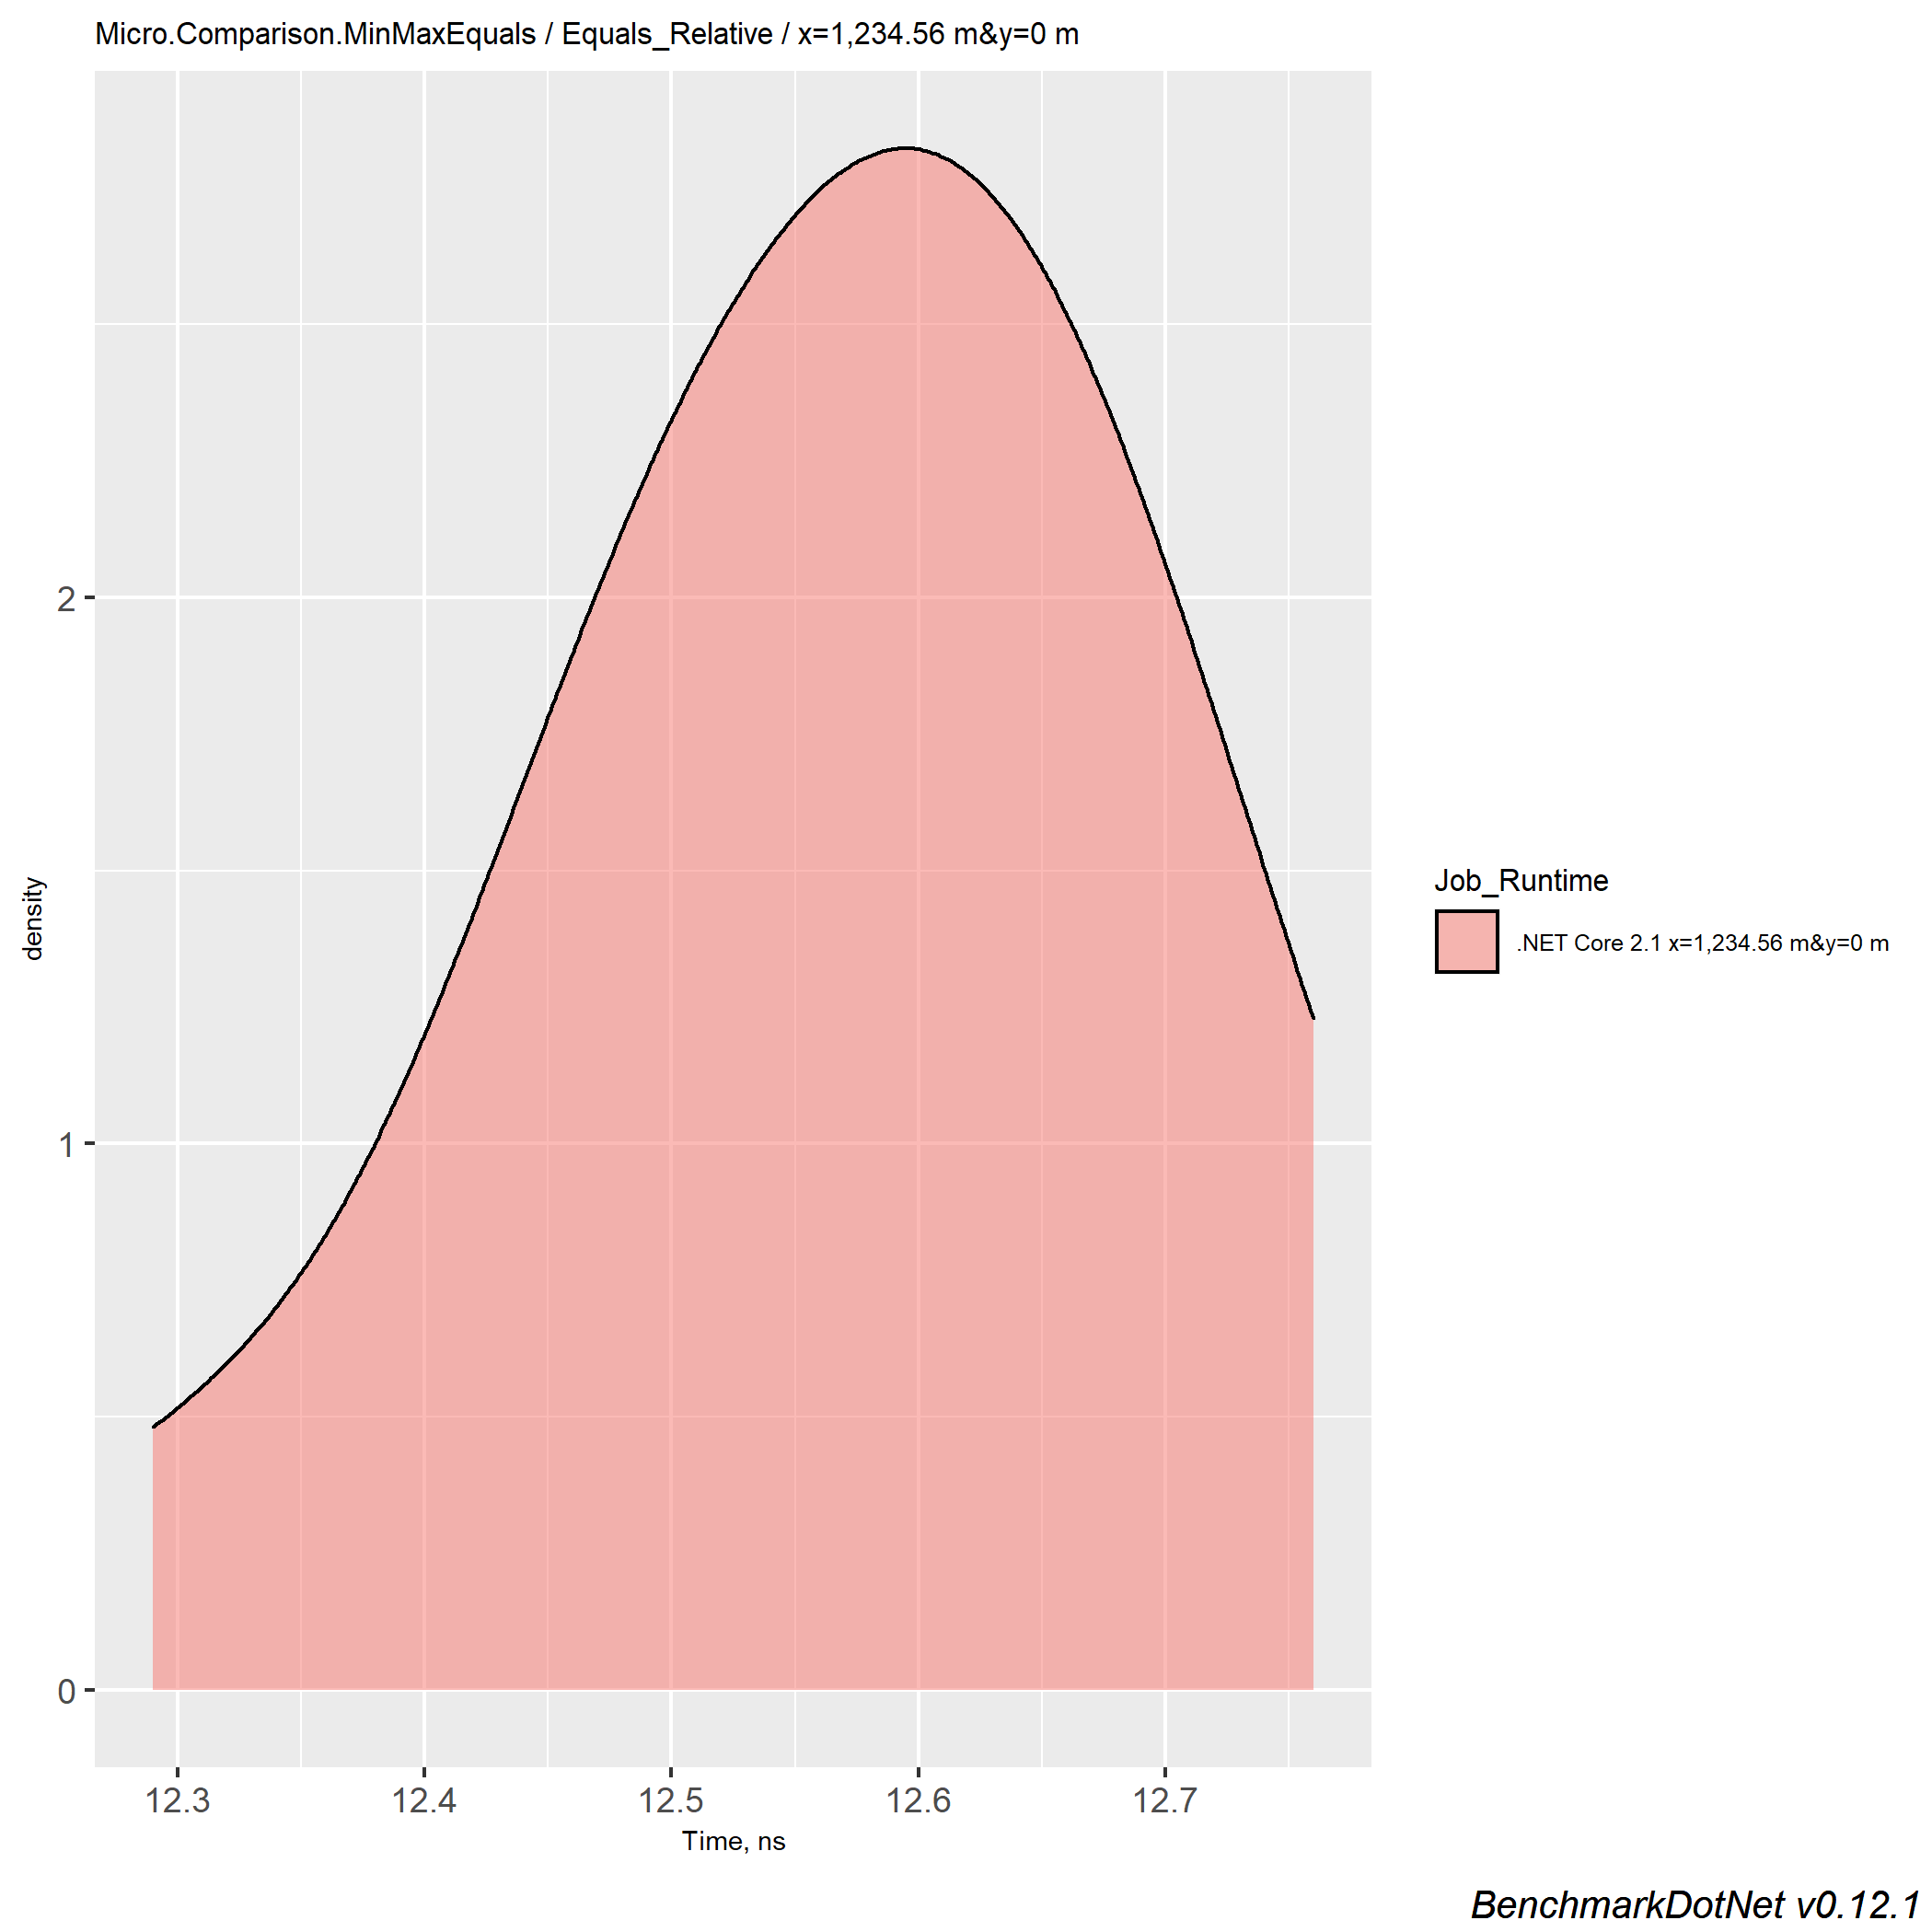 Micro.Comparison.MinMaxEquals / Equals_Relative / x=1,234.56 m&y=0 m
density
2
1
0
12.3 12.4 12.5 12.6 12.7
Time, ns
Job_Runtime
.NET Core 2.1 x=1,234.56 m&y=0 m
BenchmarkDotNet v0.12.1